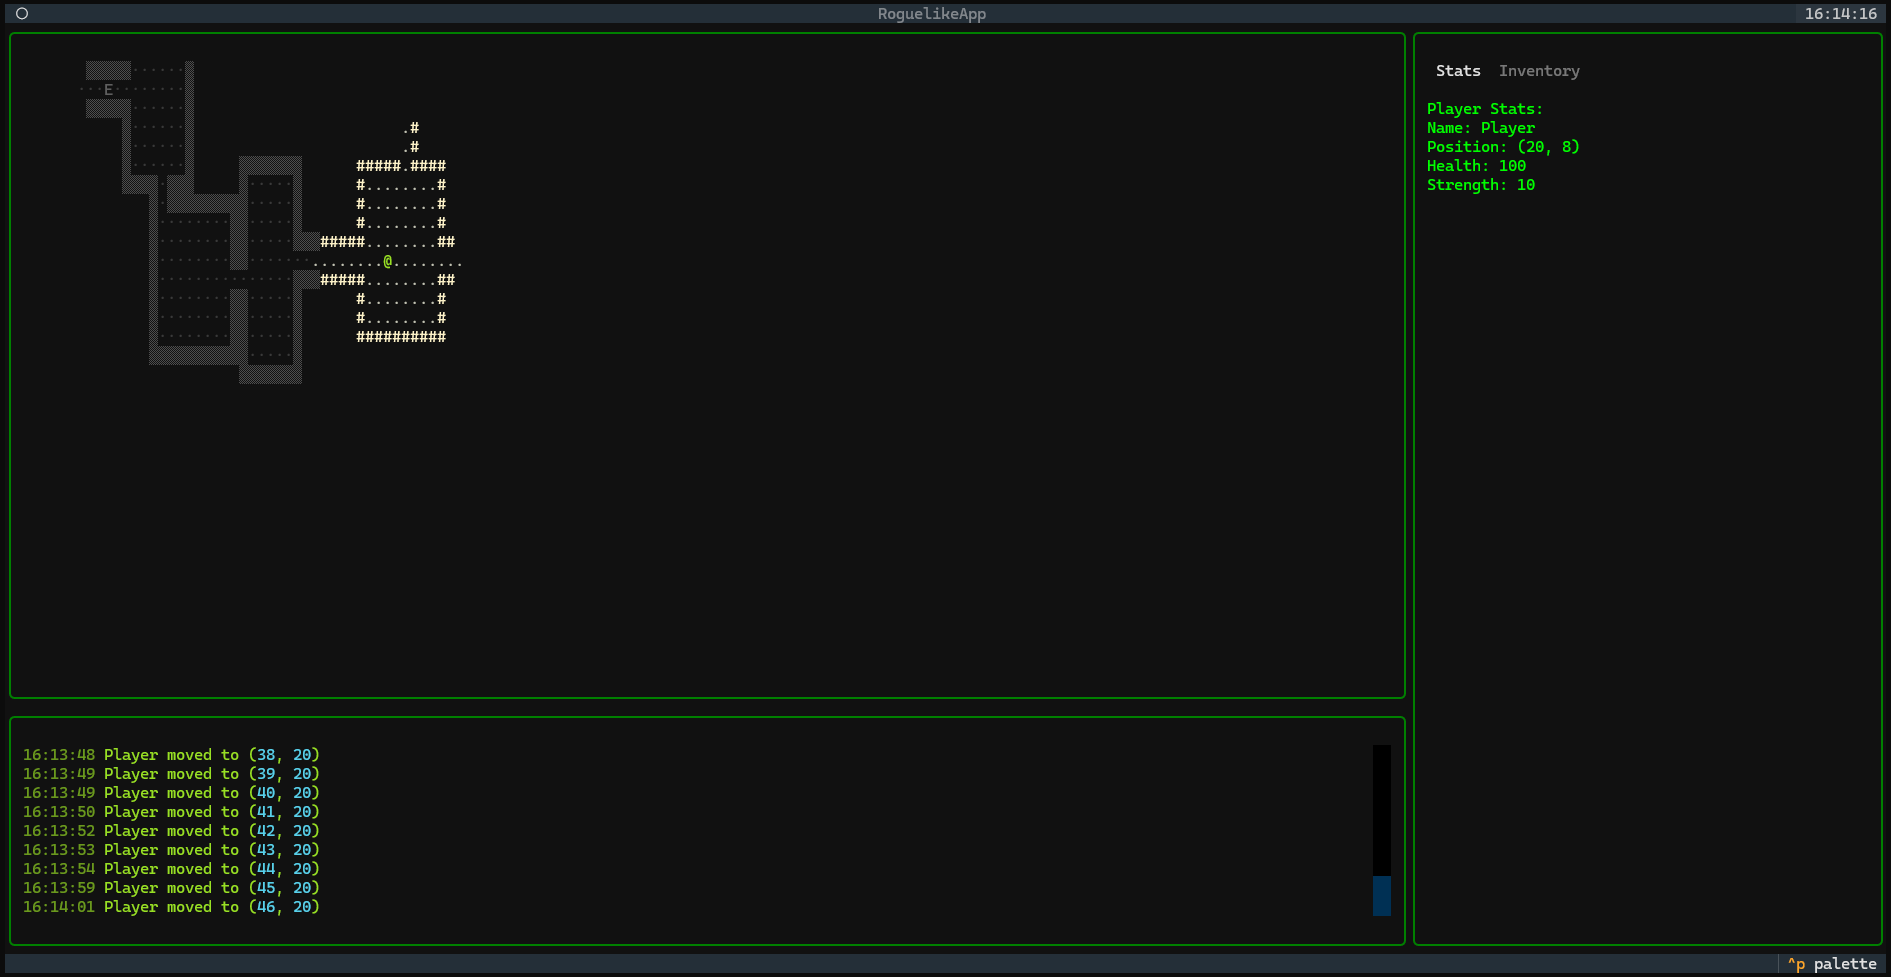 RoguelikeApp 16:14:16
······
···E········
······
······ .#
······ .#
······ #####.####
····· #........#
· ····· #........#
········ ····· #........#
········ ····· #####........##
········ ·······........@........
··············· #####........##
········ ····· #........#
········ ····· #........#
········ ····· ##########
·····
Stats Inventory
Player Stats:
Name: Player
Position: (20, 8)
Health: 100
Strength: 10
16:13:48 Player moved to (38, 20)
16:13:49 Player moved to (39, 20)
16:13:49 Player moved to (40, 20)
16:13:50 Player moved to (41, 20)
16:13:52 Player moved to (42, 20)
16:13:53 Player moved to (43, 20)
16:13:54 Player moved to (44, 20)
16:13:59 Player moved to (45, 20)
16:14:01 Player moved to (46, 20)
^p palette